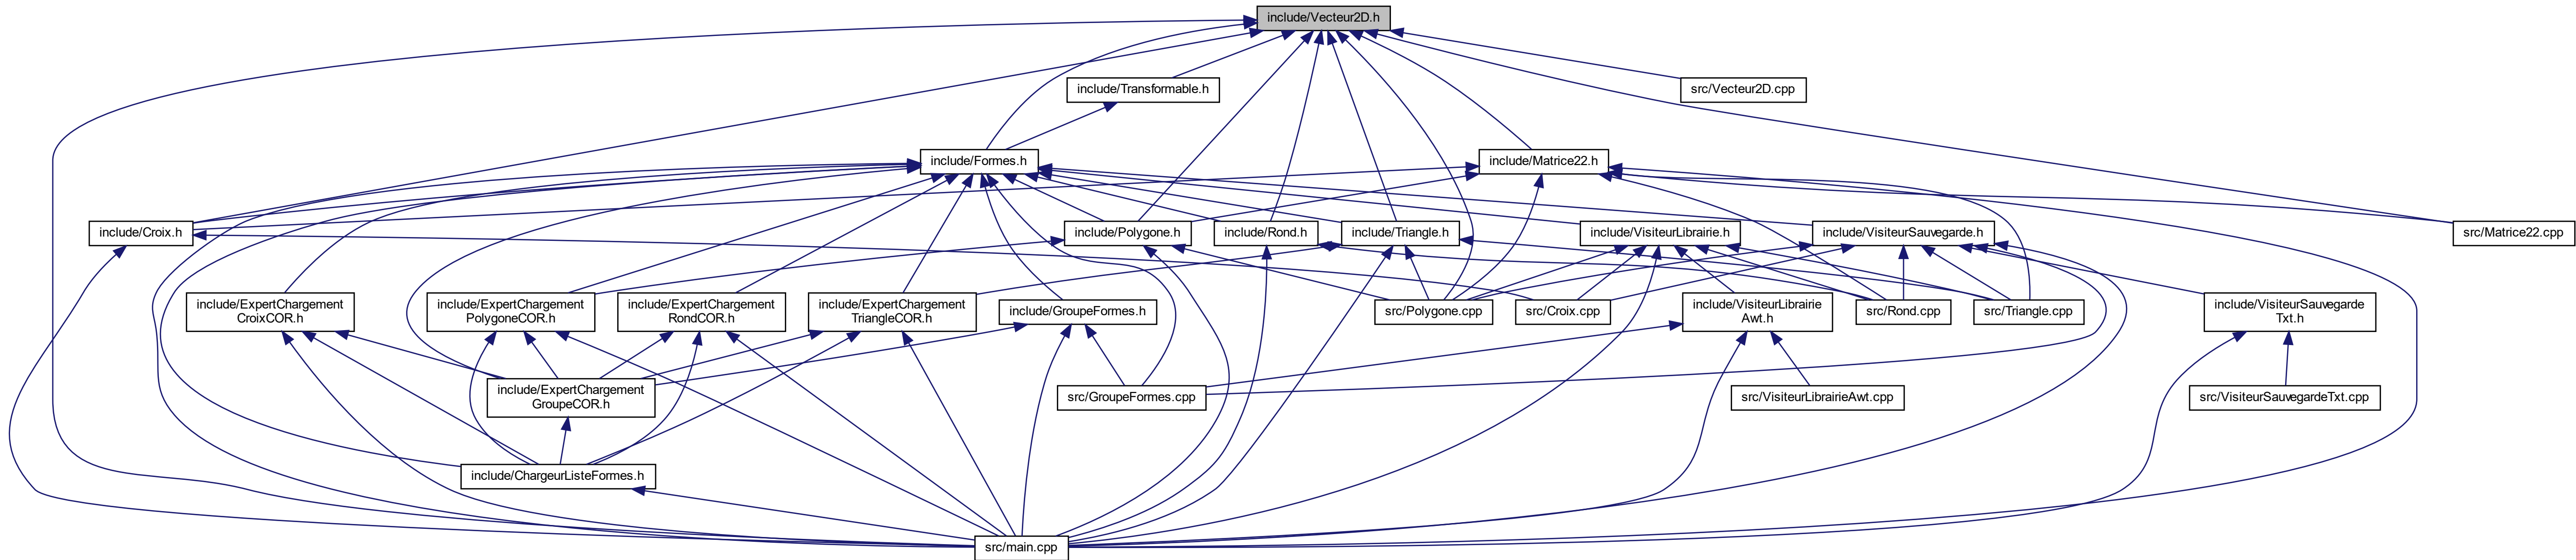 include/Vecteur2D.h
include/Transformable.h
src/Vecteur2D.cpp
include/Formes.h
include/Matrice22.h
include/Croix.h
include/Polygone.h
include/Rond.h
include/Triangle.h
include/VisiteurLibrairie.h
include/VisiteurSauvegarde.h
src/Matrice22.cpp
include/ExpertChargement
CroixCOR.h
include/ExpertChargement
PolygoneCOR.h
include/ExpertChargement
RondCOR.h
include/ExpertChargement
TriangleCOR.h
include/GroupeFormes.h
src/Polygone.cpp
src/Croix.cpp
include/VisiteurLibrairie
Awt.h
src/Rond.cpp
src/Triangle.cpp
include/VisiteurSauvegarde
Txt.h
include/ExpertChargement
GroupeCOR.h
src/GroupeFormes.cpp
src/VisiteurLibrairieAwt.cpp
src/VisiteurSauvegardeTxt.cpp
include/ChargeurListeFormes.h
src/main.cpp